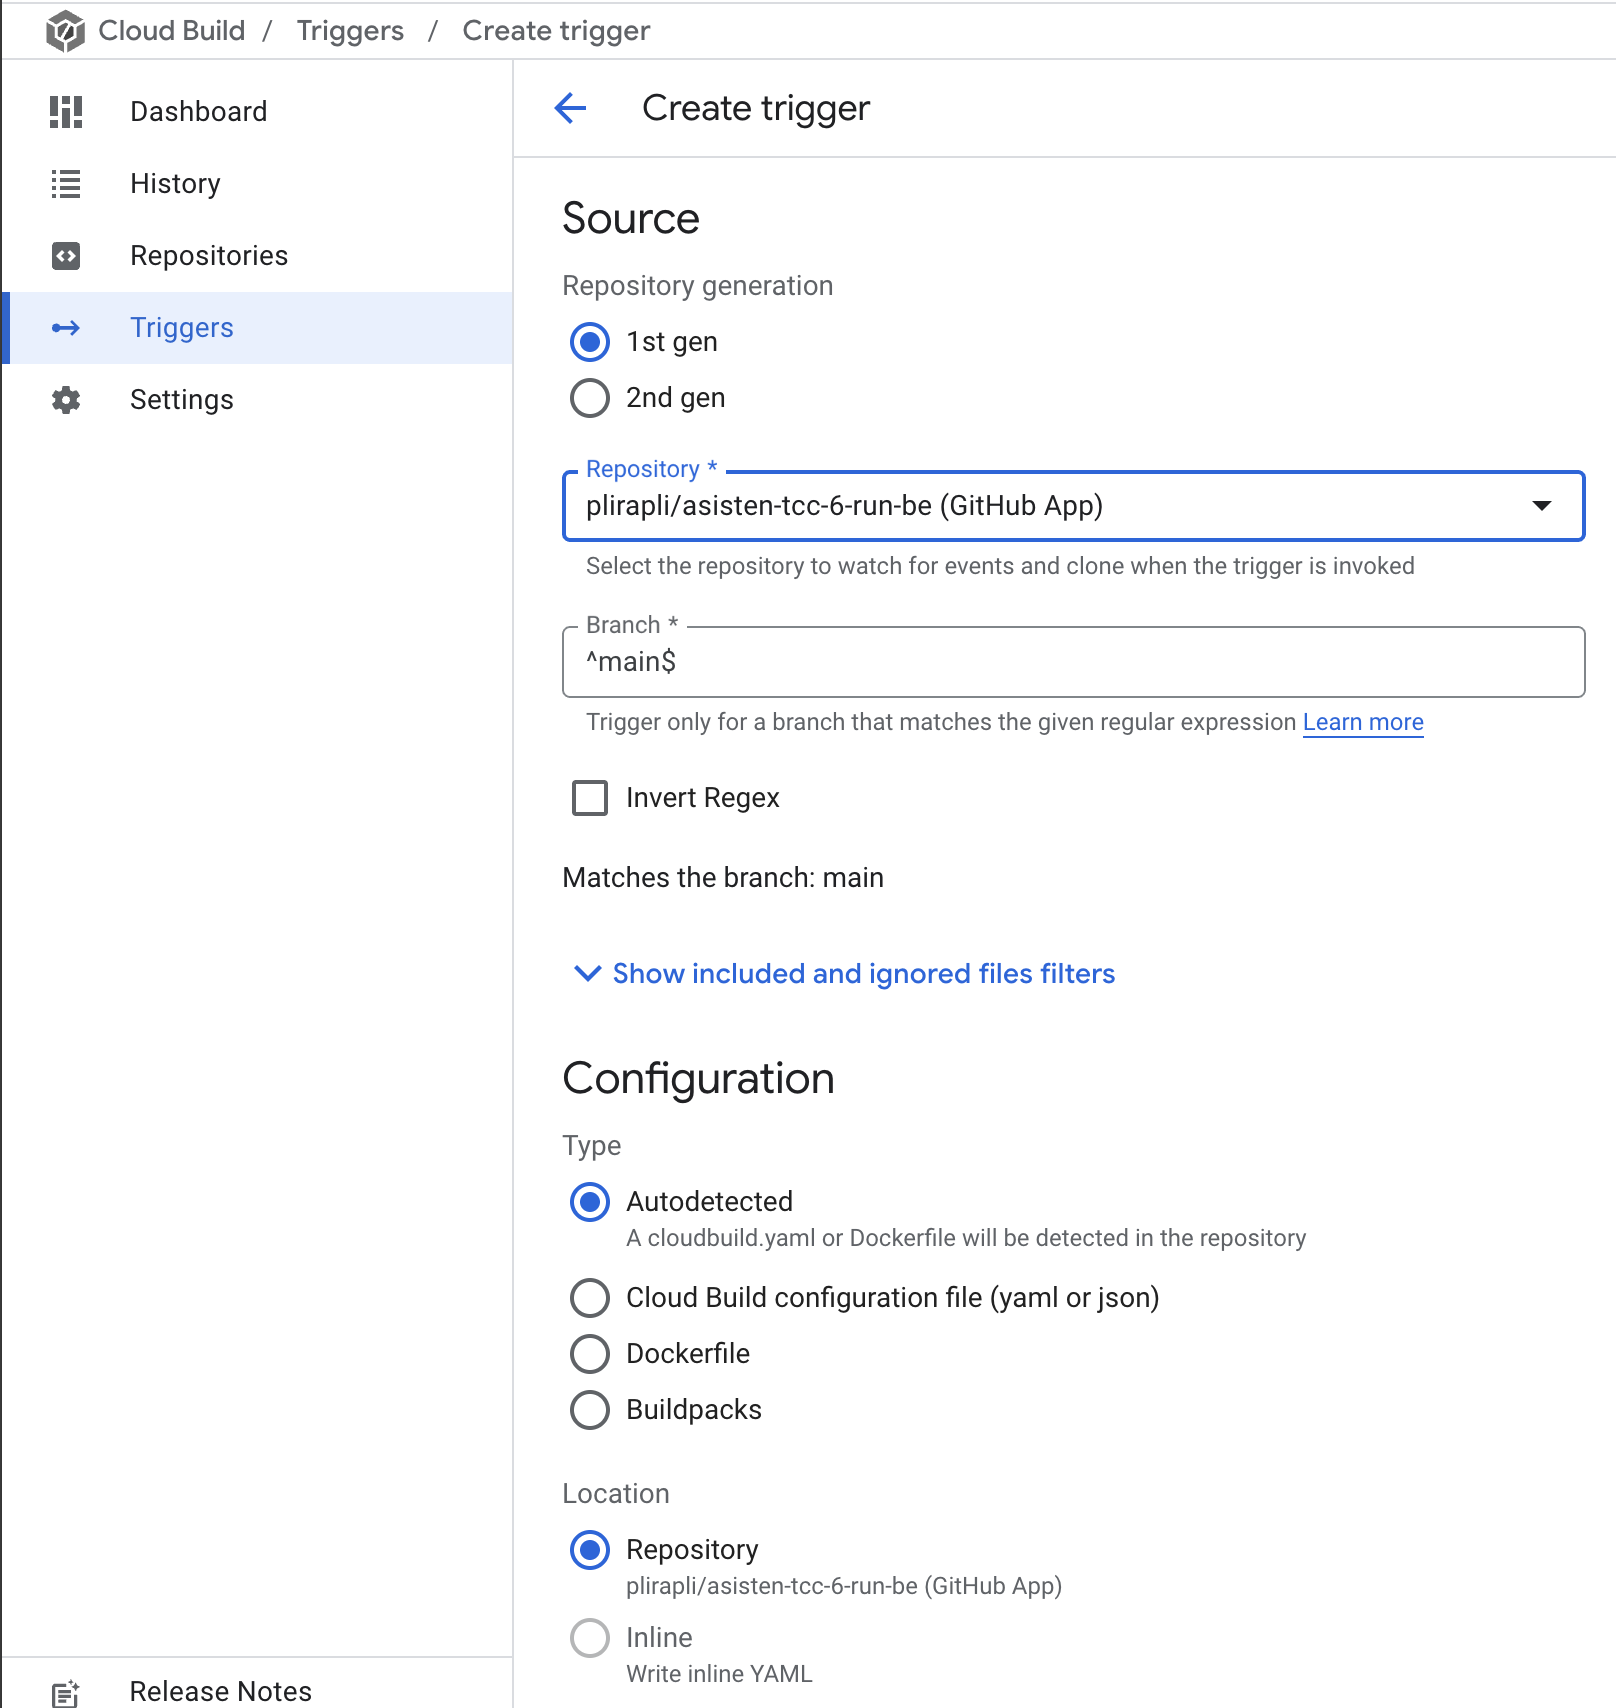 Cloud Build / Triggers / Create trigger
Dashboard
History
Repositories
Triggers
Settings
Release Notes
Create trigger
Source
Repository generation
1st gen
2nd gen
Repository *
plirapli/asisten-tcc-6-run-be (GitHub App)
Select the repository to watch for events and clone when the trigger is invoked
Branch *
^main$
Trigger only for a branch that matches the given regular expression Learn more
Invert Regex
Matches the branch: main
Show included and ignored files filters
Configuration
Type
Autodetected
A cloudbuild.yaml or Dockerfile will be detected in the repository
Cloud Build configuration file (yaml or json)
Dockerfile
Buildpacks
Location
Repository
plirapli/asisten-tcc-6-run-be (GitHub App)
Inline
Write inline YAML